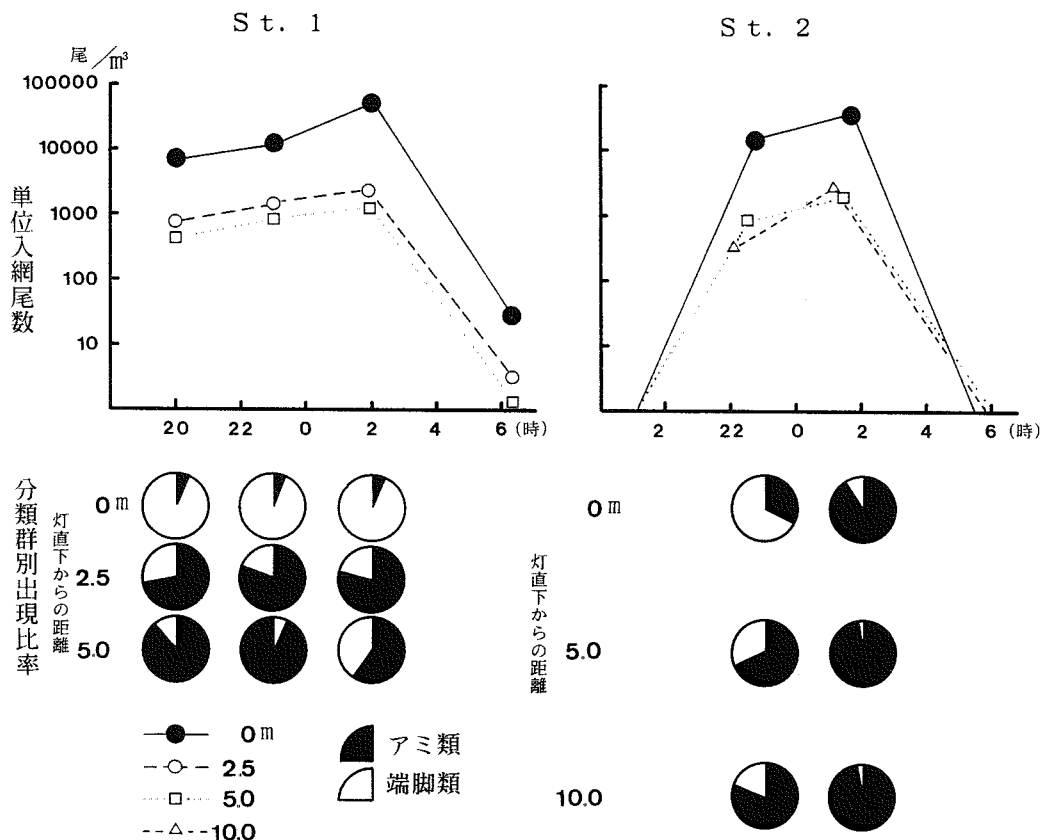 St. 1
St. 2
尾/m³
100000
10000
1000
100
10
単位入網尾数
20 22 0 2 4 6 (時)
2 22 0 2 4 6 (時)
分類群別出現比率
灯直下からの距離
0 m
2.5
5.0
灯直下からの距離
0 m
5.0
10.0
0 m
2.5
5.0
10.0
アミ類
端脚類